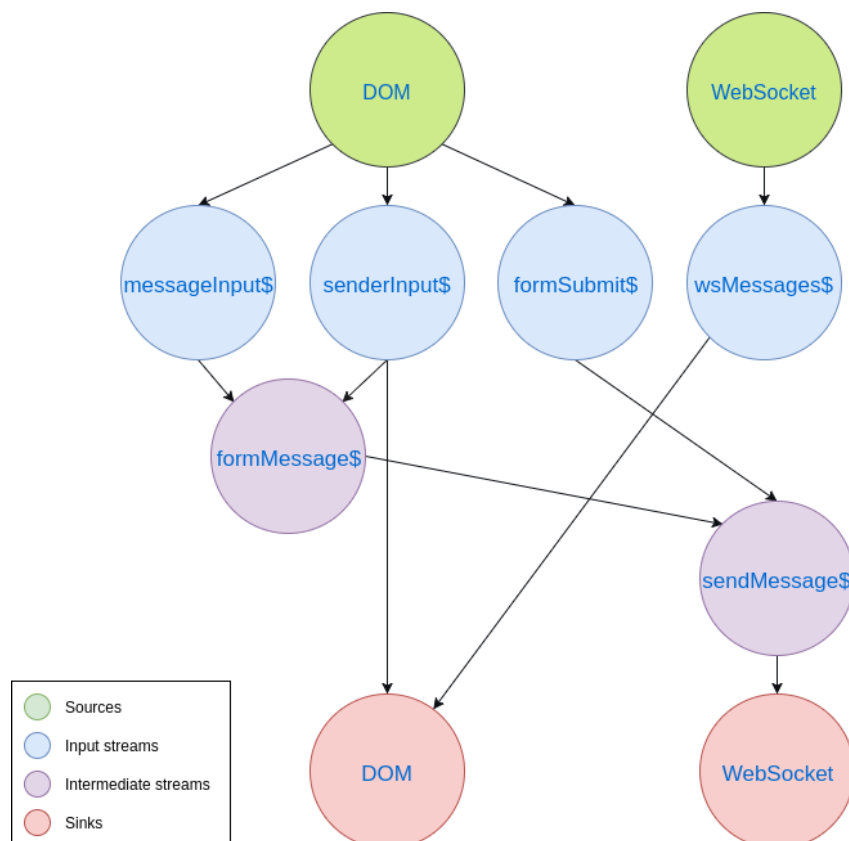 DOM
WebSocket
messageInput$
senderInput$
formSubmit$
wsMessages$
formMessage$
sendMessage$
DOM
WebSocket
Sources
Input streams
Intermediate streams
Sinks